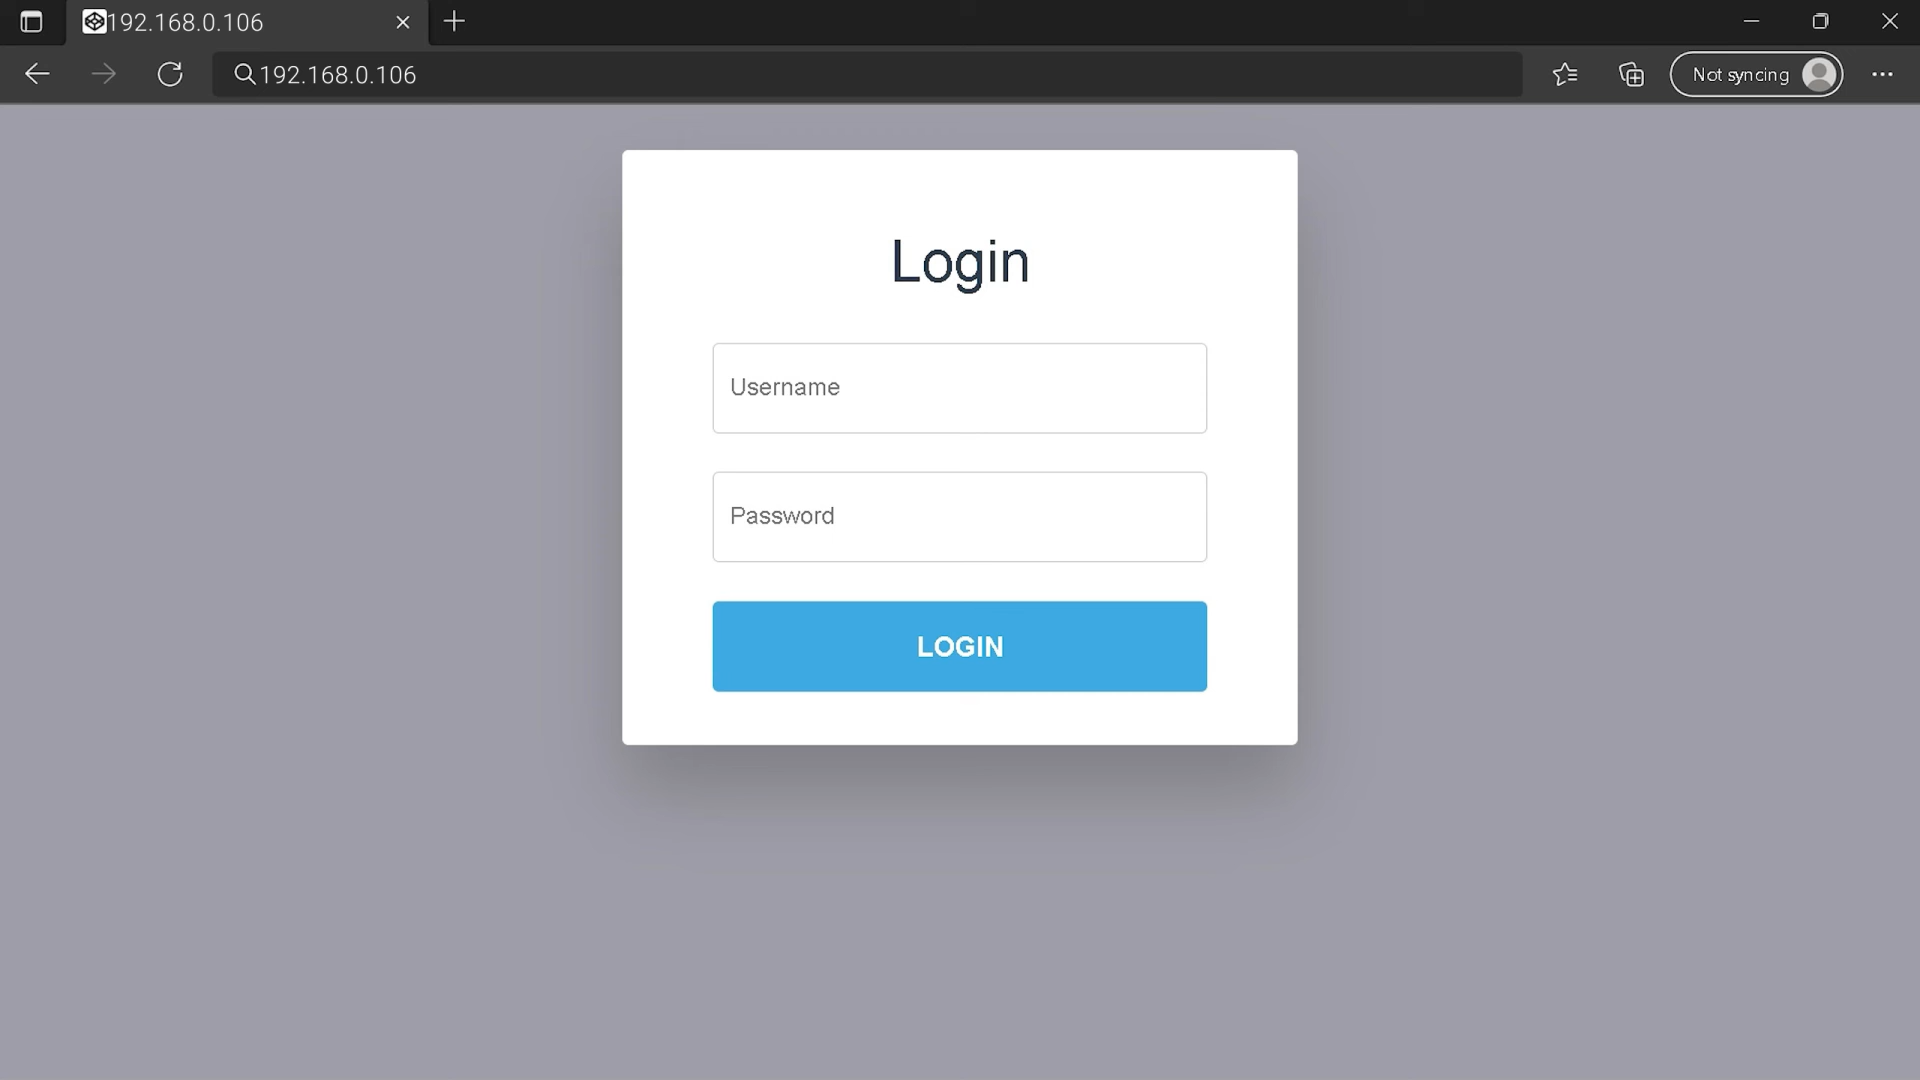 192.168.0.106
192.168.0.106
Not syncing
Login
Username
Password
LOGIN